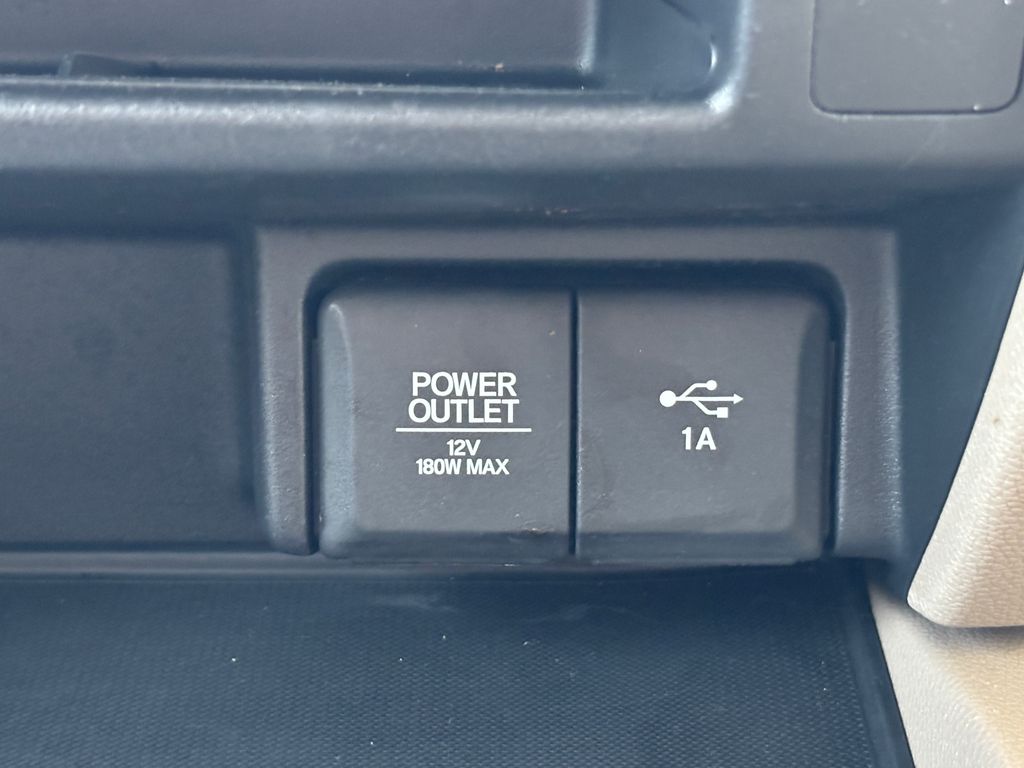 POWER
OUTLET
12V
180W MAX
1A